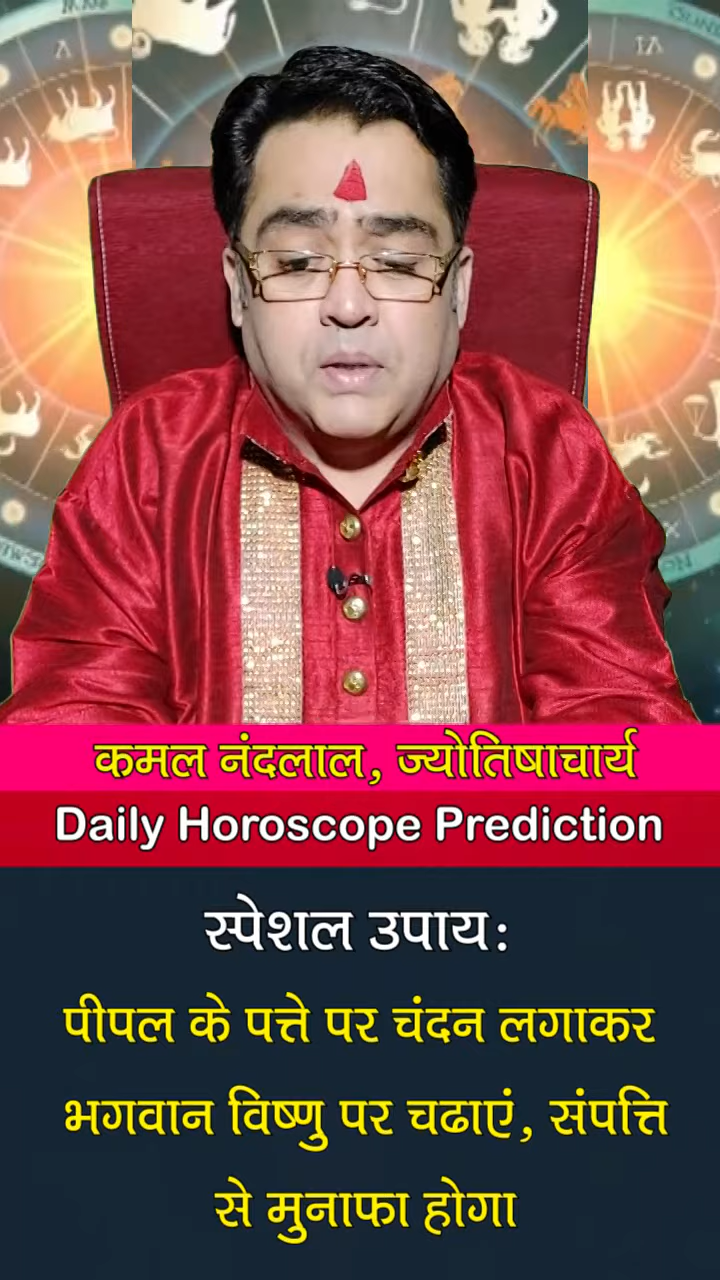 कमल नंदलाल, ज्योतिषाचार्य
Daily Horoscope Prediction
स्पेशल उपाय:
पीपल के पत्ते पर चंदन लगाकर
भगवान विष्णु पर चढाएं, संपत्ति
से मुनाफा होगा